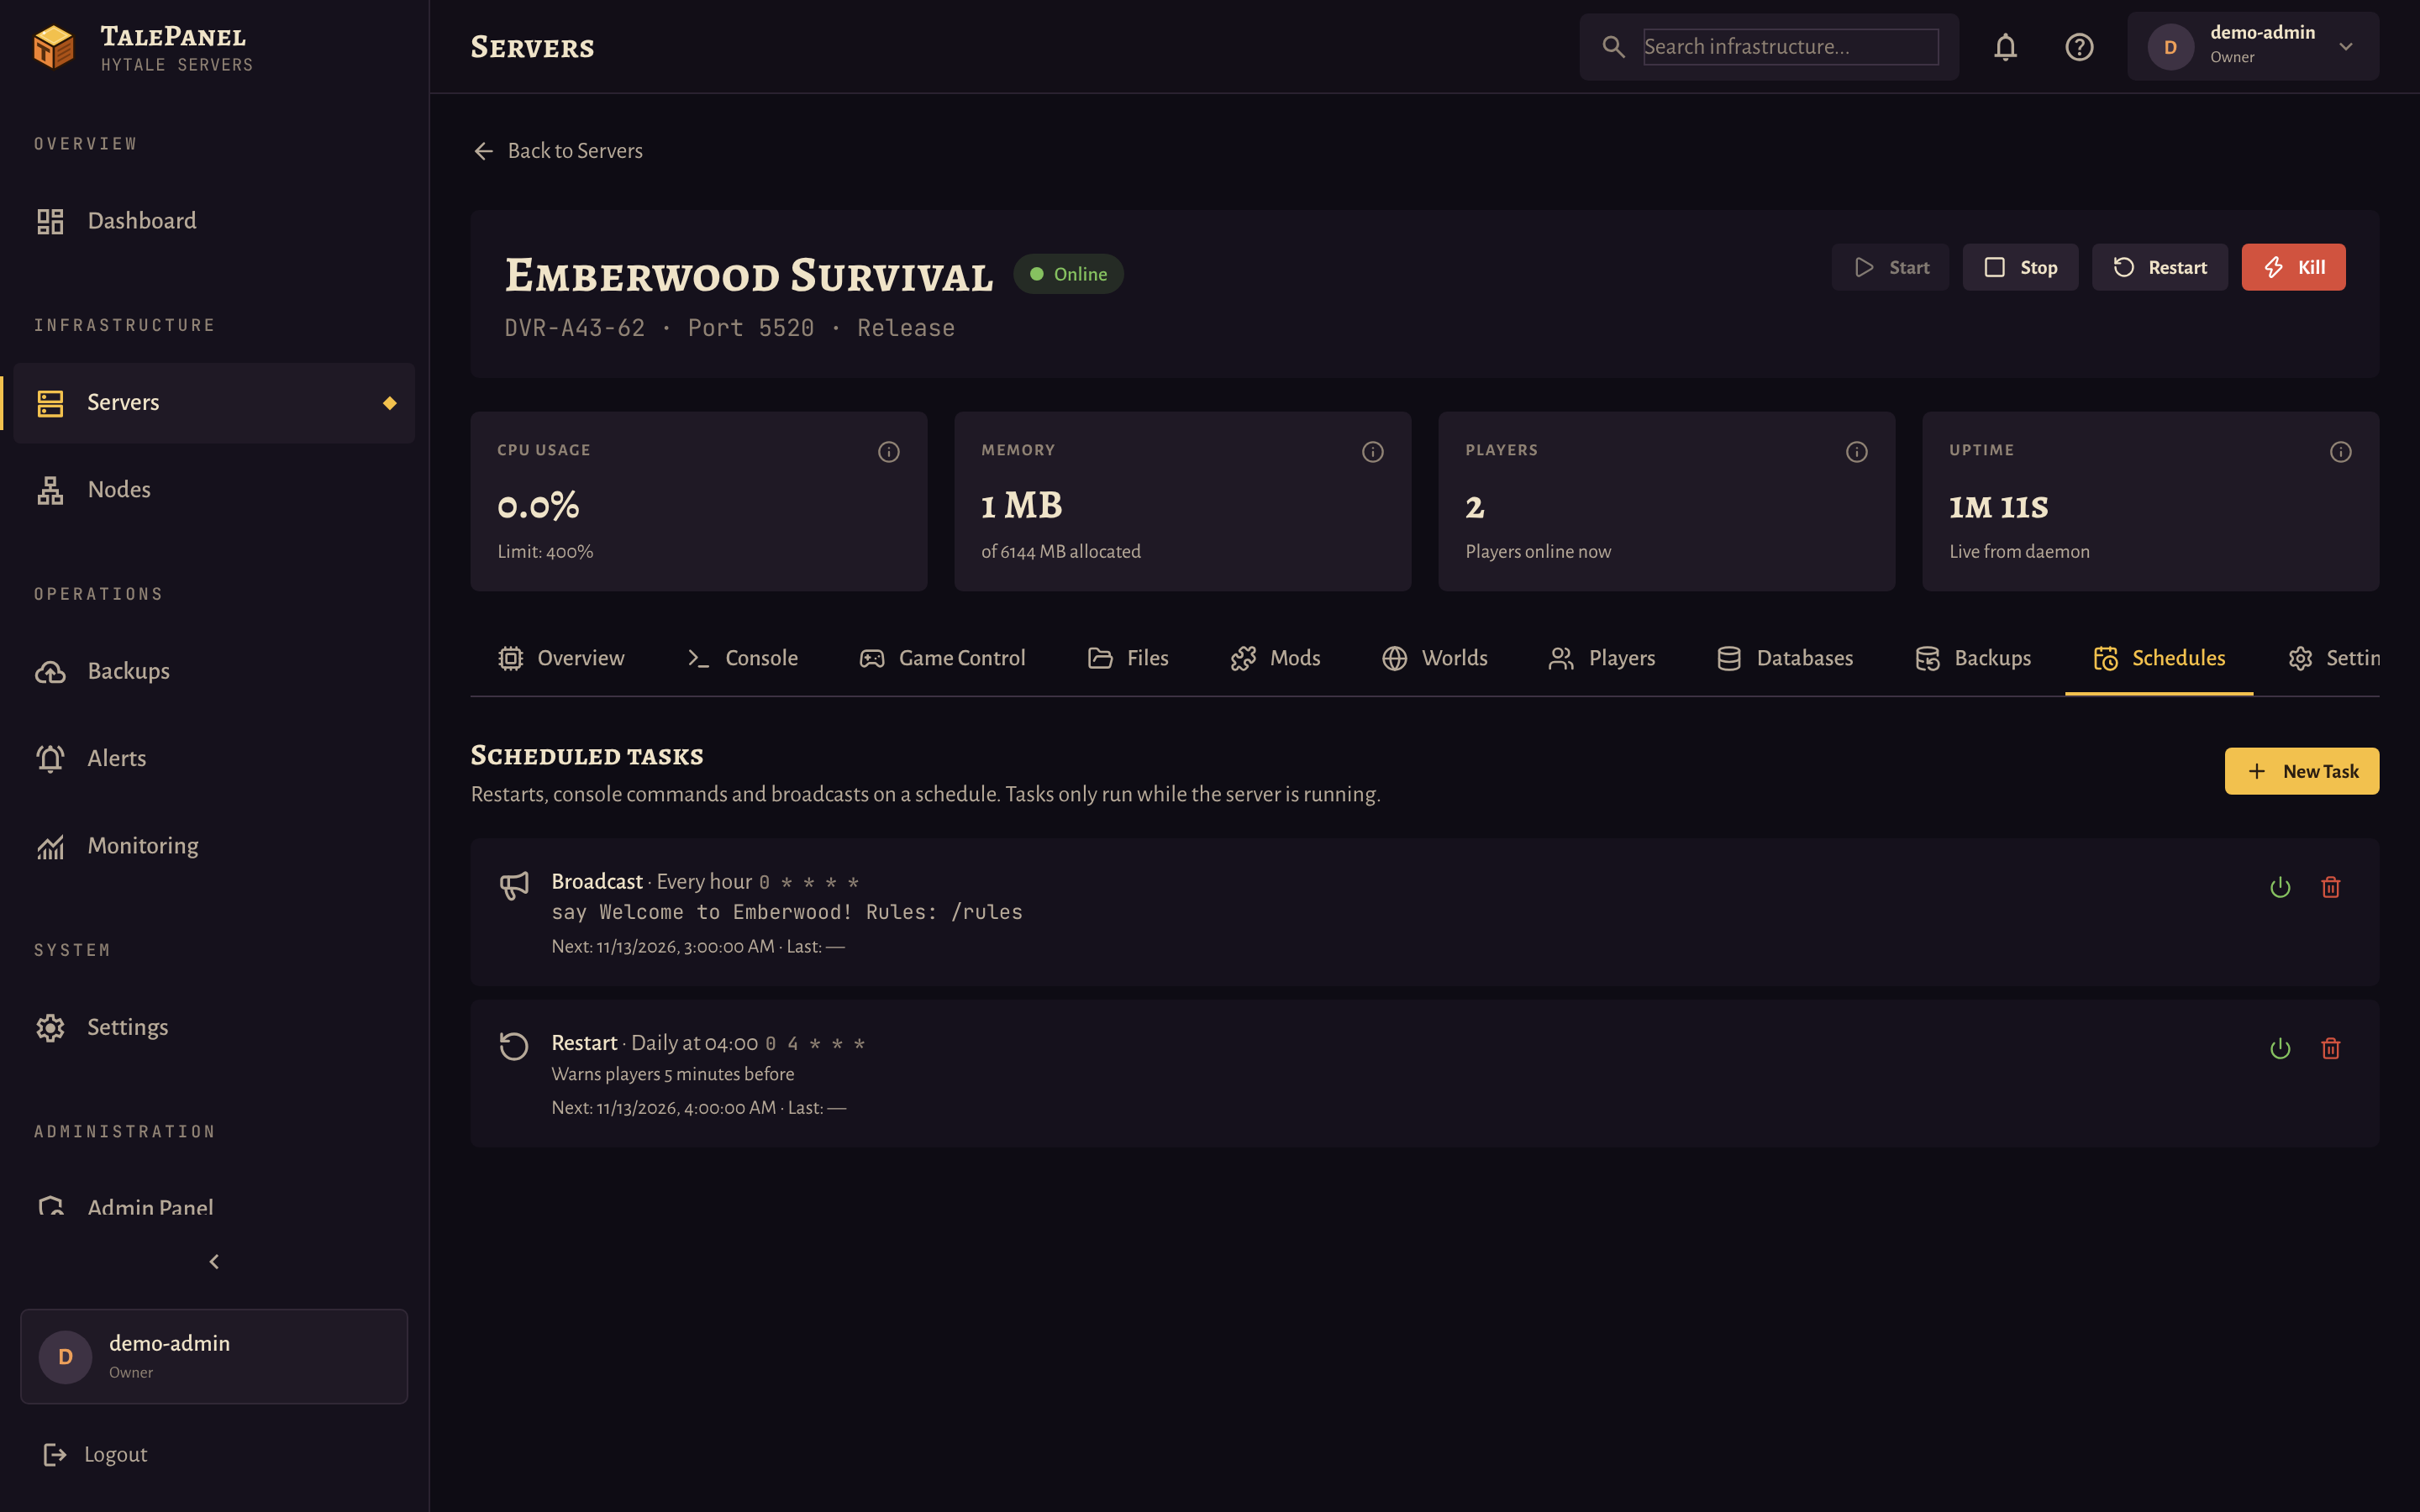 TalePanel
HYTALE SERVERS
OVERVIEW
Dashboard
INFRASTRUCTURE
Servers
Nodes
OPERATIONS
Backups
Alerts
Monitoring
SYSTEM
Settings
ADMINISTRATION
Admin Panel
D
demo-admin
Owner
Logout
Servers
Search infrastructure...
D
demo-admin
Owner
Back to Servers
Emberwood Survival
Online
DVR-A43-62 · Port 5520 · Release
Start
Stop
Restart
Kill
CPU USAGE
0.0%
Limit: 400%
MEMORY
1 MB
of 6144 MB allocated
PLAYERS
2
Players online now
UPTIME
1m 11s
Live from daemon
Overview
Console
Game Control
Files
Mods
Worlds
Players
Databases
Backups
Schedules
Settin
Scheduled tasks
Restarts, console commands and broadcasts on a schedule. Tasks only run while the server is running.
New Task
Broadcast · Every hour 0 * * * *
say Welcome to Emberwood! Rules: /rules
Next: 11/13/2026, 3:00:00 AM · Last: —
Restart · Daily at 04:00 0 4 * * *
Warns players 5 minutes before
Next: 11/13/2026, 4:00:00 AM · Last: —